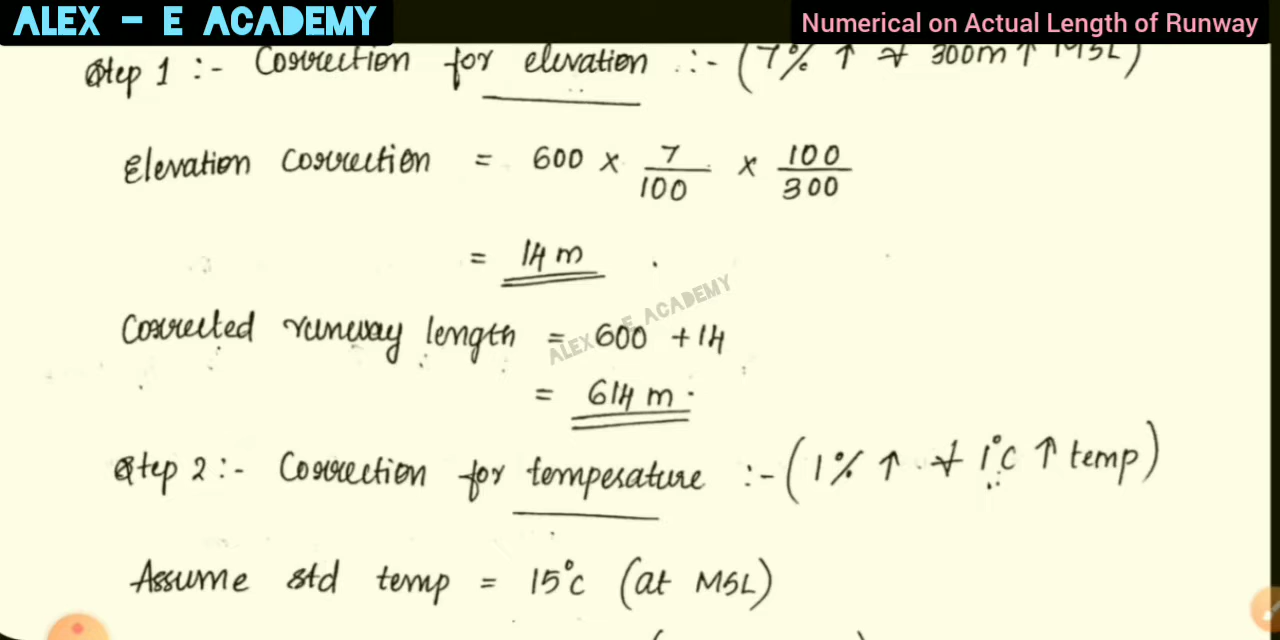 ALEX - E ACADEMY
Numerical on Actual Length of Runway
Step 1 :- Correction for elevation :- (7% ↑ ∀ 300m ↑ MSL)
Elevation correction = 600 × 7/100 × 100/300
= 14 m
ALEX - E ACADEMY
Corrected runway length = 600 + 14
= 614 m.
Step 2 :- Correction for temperature :- (1% ↑ ∀ 1°C ↑ temp)
Assume std temp = 15°C (at MSL)